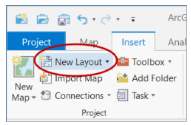 ArcG
Project Map Insert Anal
New Map New Layout Toolbox
Import Map Add Folder
Connections Task
Project